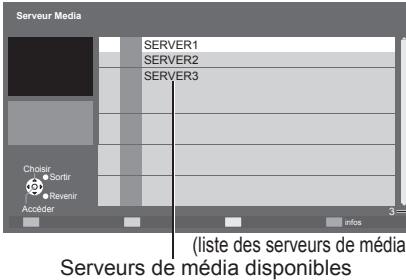 Serveur Media
SERVER1
SERVER2
SERVER3
Choisir
Sortir
Revenir
Accéder
3
infos
(liste des serveurs de média
Serveurs de média disponibles